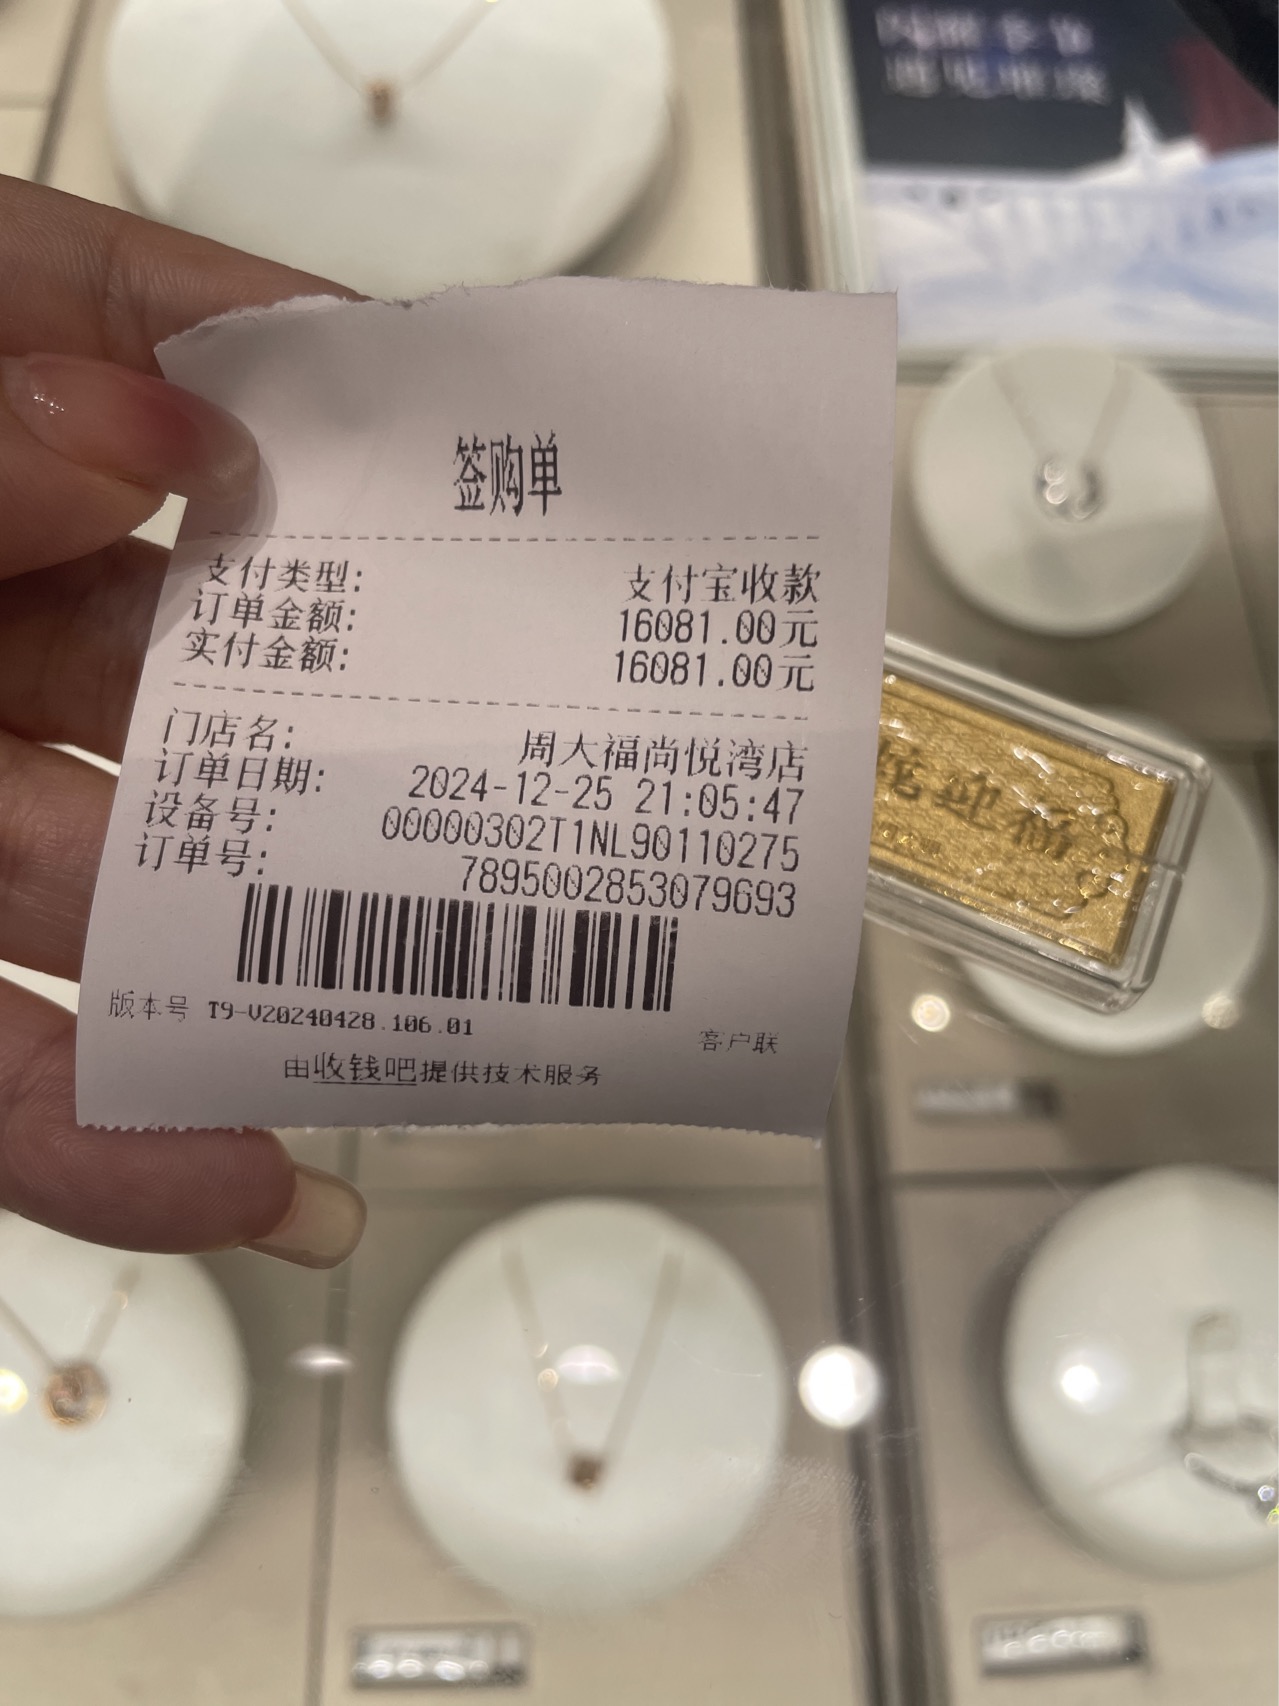 签购单
支付类型: 支付宝收款
订单金额: 16081.00元
实付金额: 16081.00元
门店名: 周大福尚悦湾店
订单日期: 2024-12-25 21:05:47
设备号: 00000302T1NL90110275
订单号: 7895002853079693
版本号 T9-V20240428.106.01
客户联
由收钱吧提供技术服务
蛇迎福